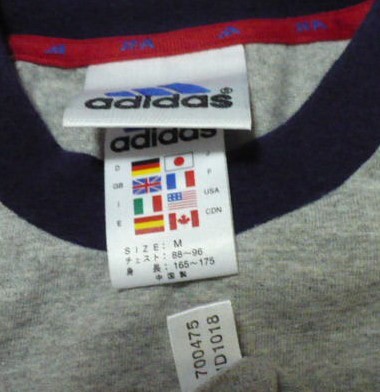 adidas®
adidas
D
J
GB
F
I
USA
E
CDN
SIZE: M
チェスト: 88〜96
身 長: 165〜175
中国製
700475
D1018